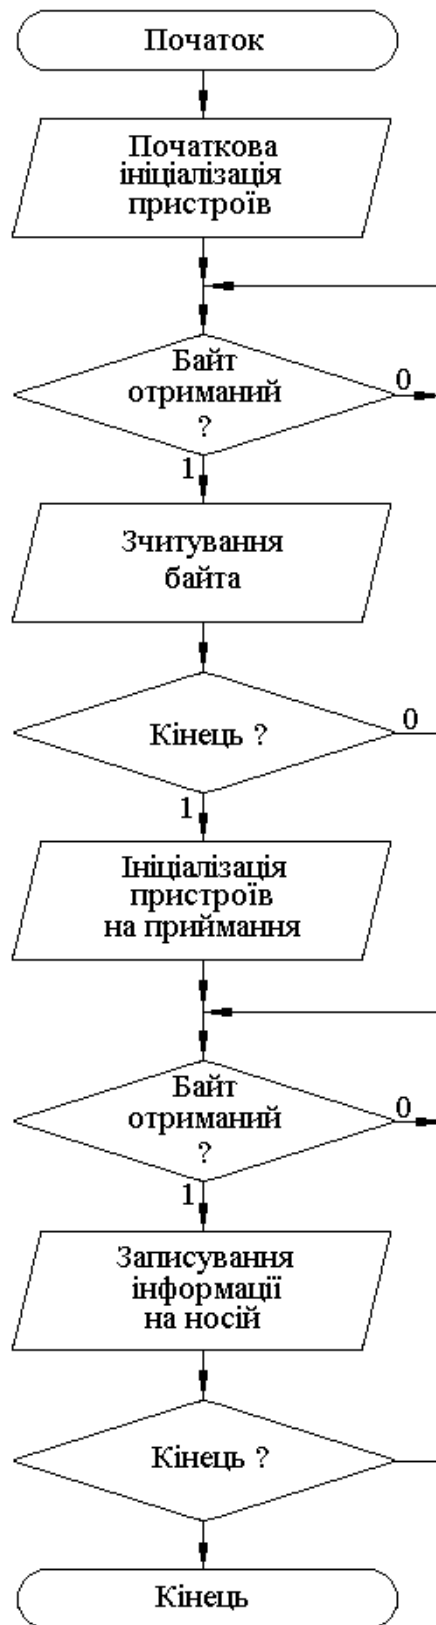 Початок
Початкова
ініціалізація
пристроїв
Байт
отриманий
?
0
1
Зчитування
байта
Кінець ?
0
1
Ініціалізація
пристроїв
на приймання
Байт
отриманий
?
0
1
Записування
інформації
на носій
Кінець ?
Кінець